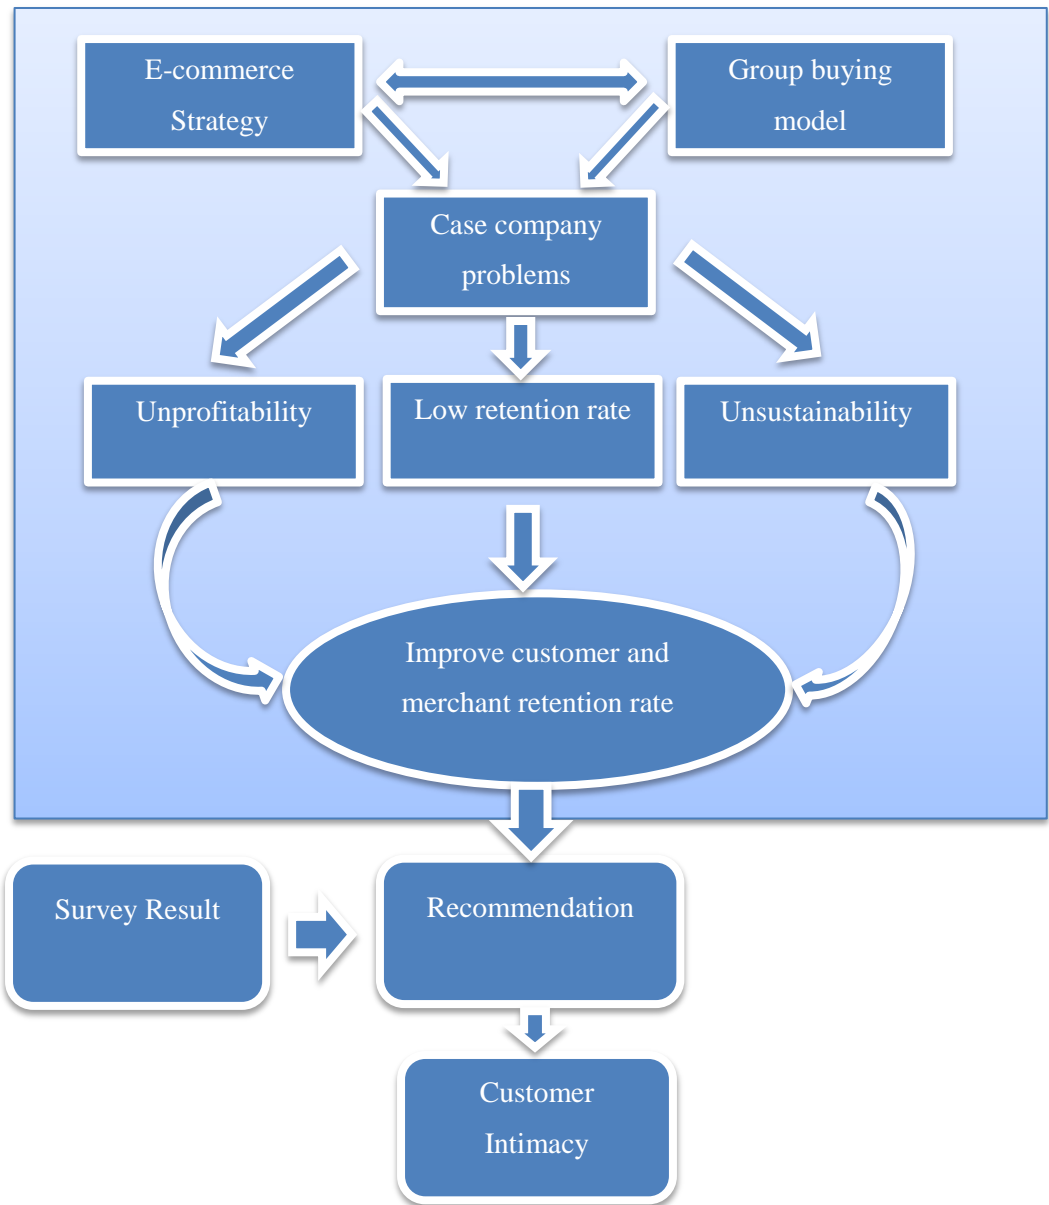 E-commerce
Strategy
Group buying
model
Case company
problems
Unprofitability
Low retention rate
Unsustainability
Improve customer and
merchant retention rate
Survey Result
Recommendation
Customer
Intimacy